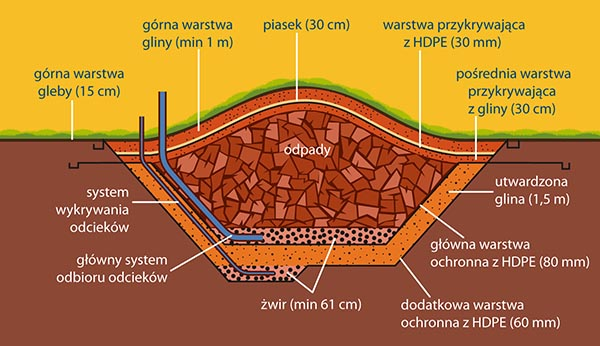 górna warstwa
gliny (min 1 m)
piasek (30 cm)
warstwa przykrywająca
z HDPE (30 mm)
górna warstwa
gleby (15 cm)
pośrednia warstwa
przykrywająca
z gliny (30 cm)
odpady
system
wykrywania
odcieków
utwardzona
glina (1,5 m)
główny system
odbioru odcieków
główna warstwa
ochronna z HDPE (80 mm)
żwir (min 61 cm)
dodatkowa warstwa
ochronna z HDPE (60 mm)